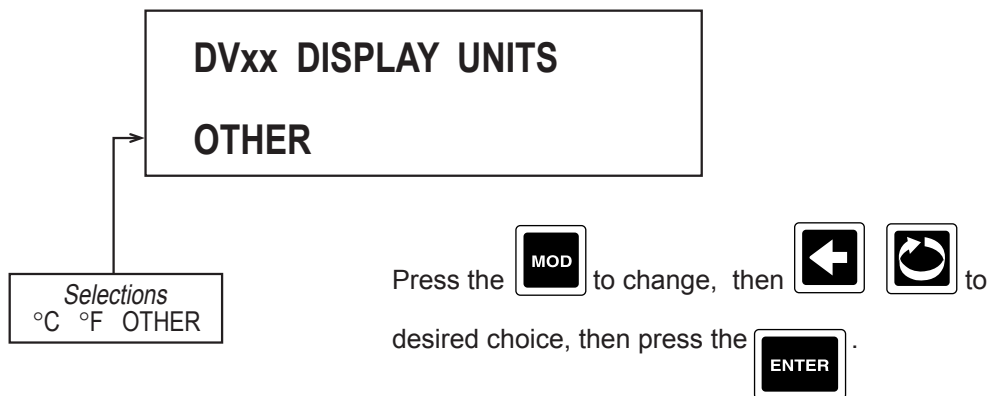 DVxx DISPLAY UNITS
OTHER
Selections
°C °F OTHER
Press the MOD to change, then to
desired choice, then press the ENTER .